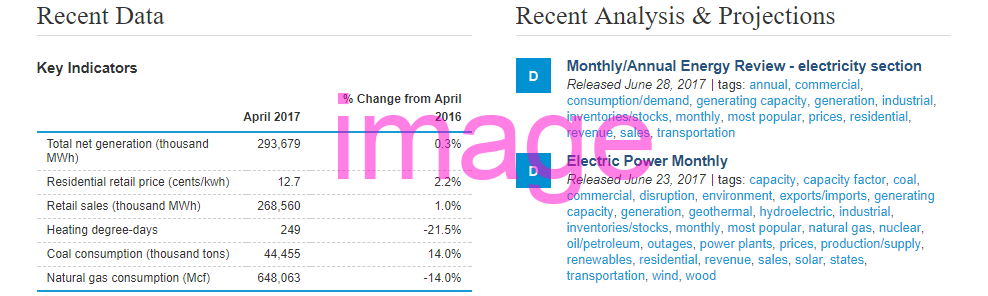 Recent Data
Key Indicators
April 2017
% Change from April
2016
Total net generation (thousand
MWh)
293,679
0.3%
Residential retail price (cents/kwh)
12.7
2.2%
Retail sales (thousand MWh)
268,560
1.0%
Heating degree-days
249
-21.5%
Coal consumption (thousand tons)
44,455
14.0%
Natural gas consumption (Mcf)
648,063
-14.0%
Recent Analysis & Projections
D
Monthly/Annual Energy Review - electricity section
Released June 28, 2017 | tags: annual, commercial,
consumption/demand, generating capacity, generation, industrial,
inventories/stocks, monthly, most popular, prices, residential,
revenue, sales, transportation
D
Electric Power Monthly
Released June 23, 2017 | tags: capacity, capacity factor, coal,
commercial, disruption, environment, exports/imports, generating
capacity, generation, geothermal, hydroelectric, industrial,
inventories/stocks, monthly, most popular, natural gas, nuclear,
oil/petroleum, outages, power plants, prices, production/supply,
renewables, residential, revenue, sales, solar, states,
transportation, wind, wood
image